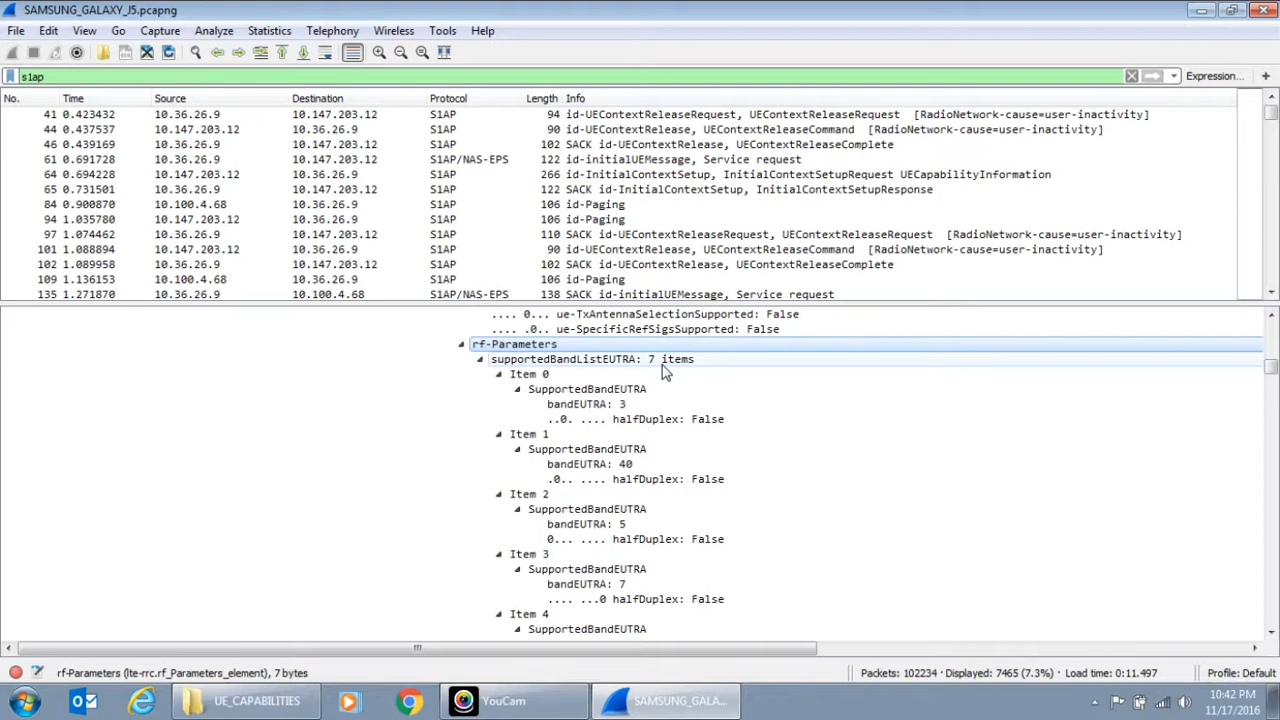 SAMSUNG_GALAXY_J5.pcapng
File Edit View Go Capture Analyze Statistics Telephony Wireless Tools Help
s1ap Expression... +
No. Time Source Destination Protocol Length Info
41 0.423432 10.36.26.9 10.147.203.12 S1AP 94 id-UEContextReleaseRequest, UEContextReleaseRequest [RadioNetwork-cause=user-inactivity]
44 0.437537 10.147.203.12 10.36.26.9 S1AP 90 id-UEContextRelease, UEContextReleaseCommand [RadioNetwork-cause=user-inactivity]
46 0.439169 10.36.26.9 10.147.203.12 S1AP 102 SACK id-UEContextRelease, UEContextReleaseComplete
61 0.691728 10.36.26.9 10.147.203.12 S1AP/NAS-EPS 122 id-initialUEMessage, Service request
64 0.694228 10.147.203.12 10.36.26.9 S1AP 266 id-InitialContextSetup, InitialContextSetupRequest UECapabilityInformation
65 0.731501 10.36.26.9 10.147.203.12 S1AP 122 SACK id-InitialContextSetup, InitialContextSetupResponse
84 0.900870 10.100.4.68 10.36.26.9 S1AP 106 id-Paging
94 1.035780 10.147.203.12 10.36.26.9 S1AP 106 id-Paging
97 1.074462 10.36.26.9 10.147.203.12 S1AP 110 SACK id-UEContextReleaseRequest, UEContextReleaseRequest [RadioNetwork-cause=user-inactivity]
101 1.088894 10.147.203.12 10.36.26.9 S1AP 90 id-UEContextRelease, UEContextReleaseCommand [RadioNetwork-cause=user-inactivity]
102 1.089958 10.36.26.9 10.147.203.12 S1AP 102 SACK id-UEContextRelease, UEContextReleaseComplete
109 1.136153 10.100.4.68 10.36.26.9 S1AP 106 id-Paging
135 1.271870 10.36.26.9 10.100.4.68 S1AP/NAS-EPS 138 SACK id-initialUEMessage, Service request
.... 0... ue-TxAntennaSelectionSupported: False
.... .0.. ue-SpecificRefSigsSupported: False
rf-Parameters
supportedBandListEUTRA: 7 items
Item 0
SupportedBandEUTRA
bandEUTRA: 3
..0. .... halfDuplex: False
Item 1
SupportedBandEUTRA
bandEUTRA: 40
.0.. .... halfDuplex: False
Item 2
SupportedBandEUTRA
bandEUTRA: 5
0... .... halfDuplex: False
Item 3
SupportedBandEUTRA
bandEUTRA: 7
.... ...0 halfDuplex: False
Item 4
SupportedBandEUTRA
rf-Parameters (lte-rrc.rf_Parameters_element), 7 bytes Packets: 102234 · Displayed: 7465 (7.3%) · Load time: 0:11.497 Profile: Default
UE_CAPABILITIES YouCam SAMSUNG_GALA... 10:42 PM
11/17/2016